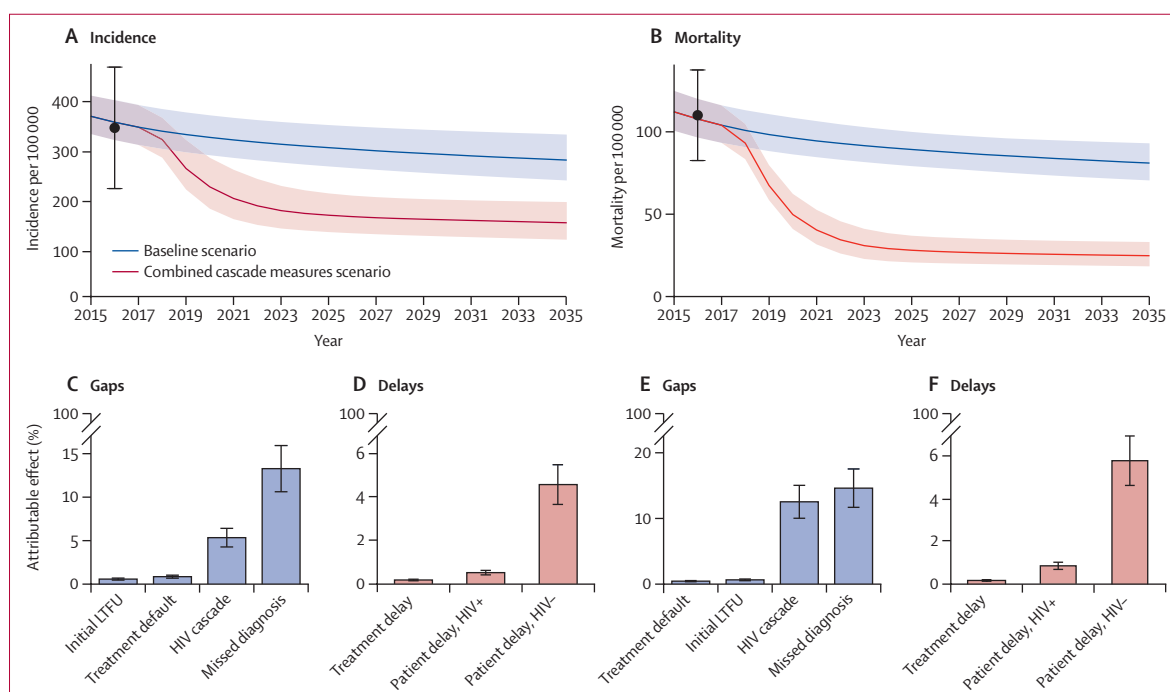 A Incidence
B Mortality
Incidence per 100 000
400
300
200
100
0
Baseline scenario
Combined cascade measures scenario
2015 2017 2019 2021 2023 2025 2027 2029 2031 2033 2035
Year
Mortality per 100 000
100
50
0
2015 2017 2019 2021 2023 2025 2027 2029 2031 2033 2035
Year
C Gaps
D Delays
E Gaps
F Delays
Attributable effect (%)
100
15
10
5
0
Initial LTFU
Treatment default
HIV cascade
Missed diagnosis
100
6
4
2
0
Treatment delay
Patient delay, HIV+
Patient delay, HIV–
100
20
10
0
Treatment default
Initial LTFU
HIV cascade
Missed diagnosis
100
6
4
2
0
Treatment delay
Patient delay, HIV+
Patient delay, HIV–